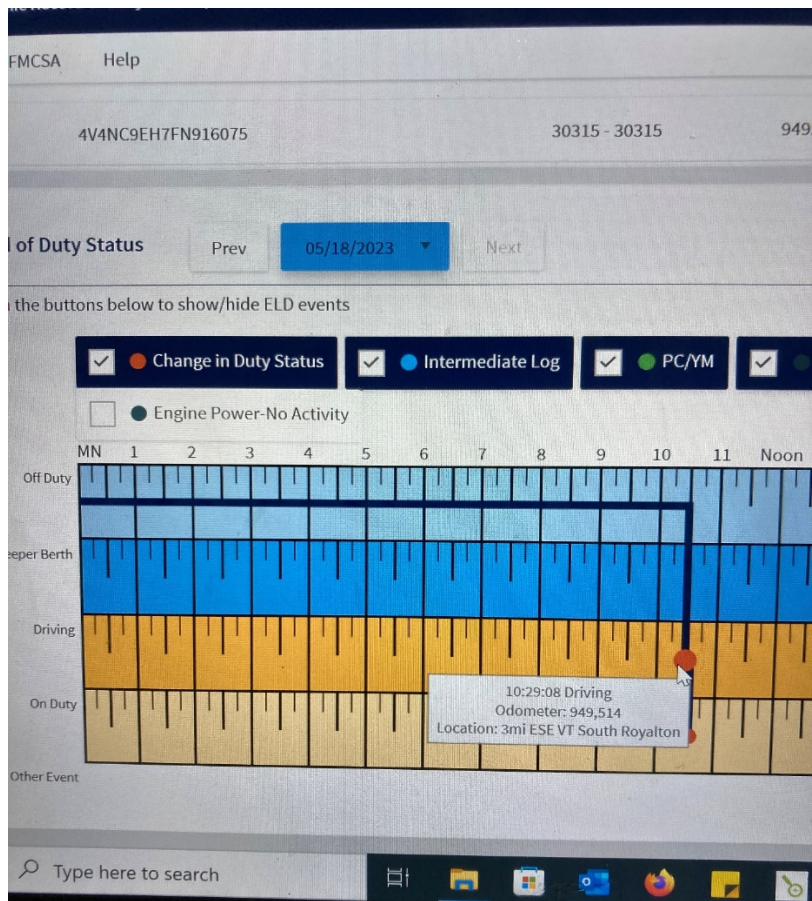 FMCSA Help
4V4NC9EH7FN916075 30315 - 30315 949
of Duty Status Prev 05/18/2023 Next
the buttons below to show/hide ELD events
Change in Duty Status Intermediate Log PC/YM
Engine Power-No Activity
MN 1 2 3 4 5 6 7 8 9 10 11 Noon
Off Duty
eeper Berth
Driving
10:29:08 Driving
Odometer: 949,514
On Duty
Location: 3mi ESE VT South Royalton
Other Event
Type here to search